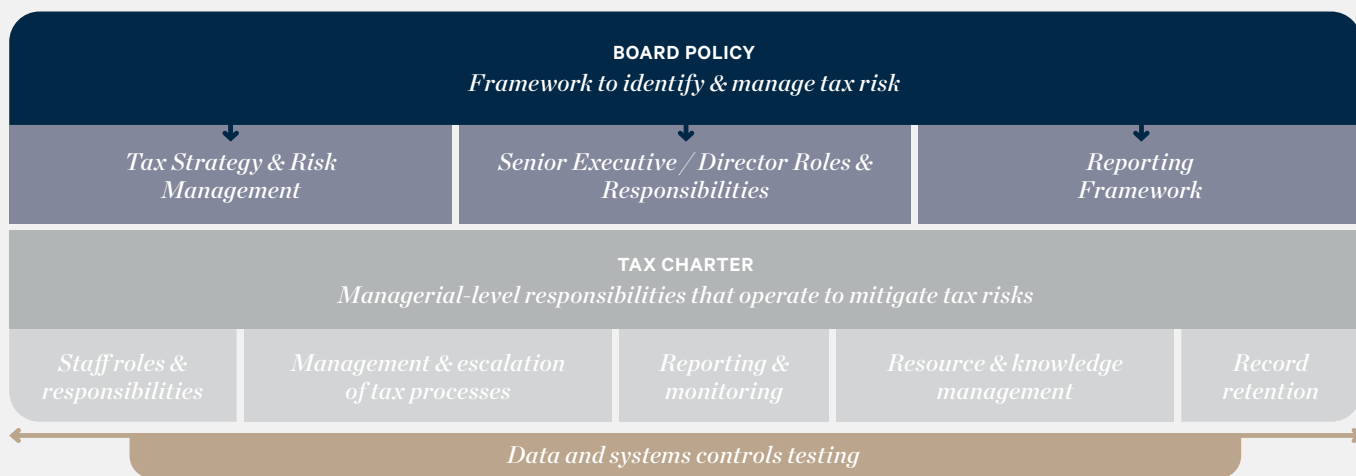 BOARD POLICY
Framework to identify & manage tax risk
Tax Strategy & Risk
Management
Senior Executive / Director Roles &
Responsibilities
Reporting
Framework
TAX CHARTER
Managerial-level responsibilities that operate to mitigate tax risks
Staff roles &
responsibilities
Management & escalation
of tax processes
Reporting &
monitoring
Resource & knowledge
management
Record
retention
Data and systems controls testing